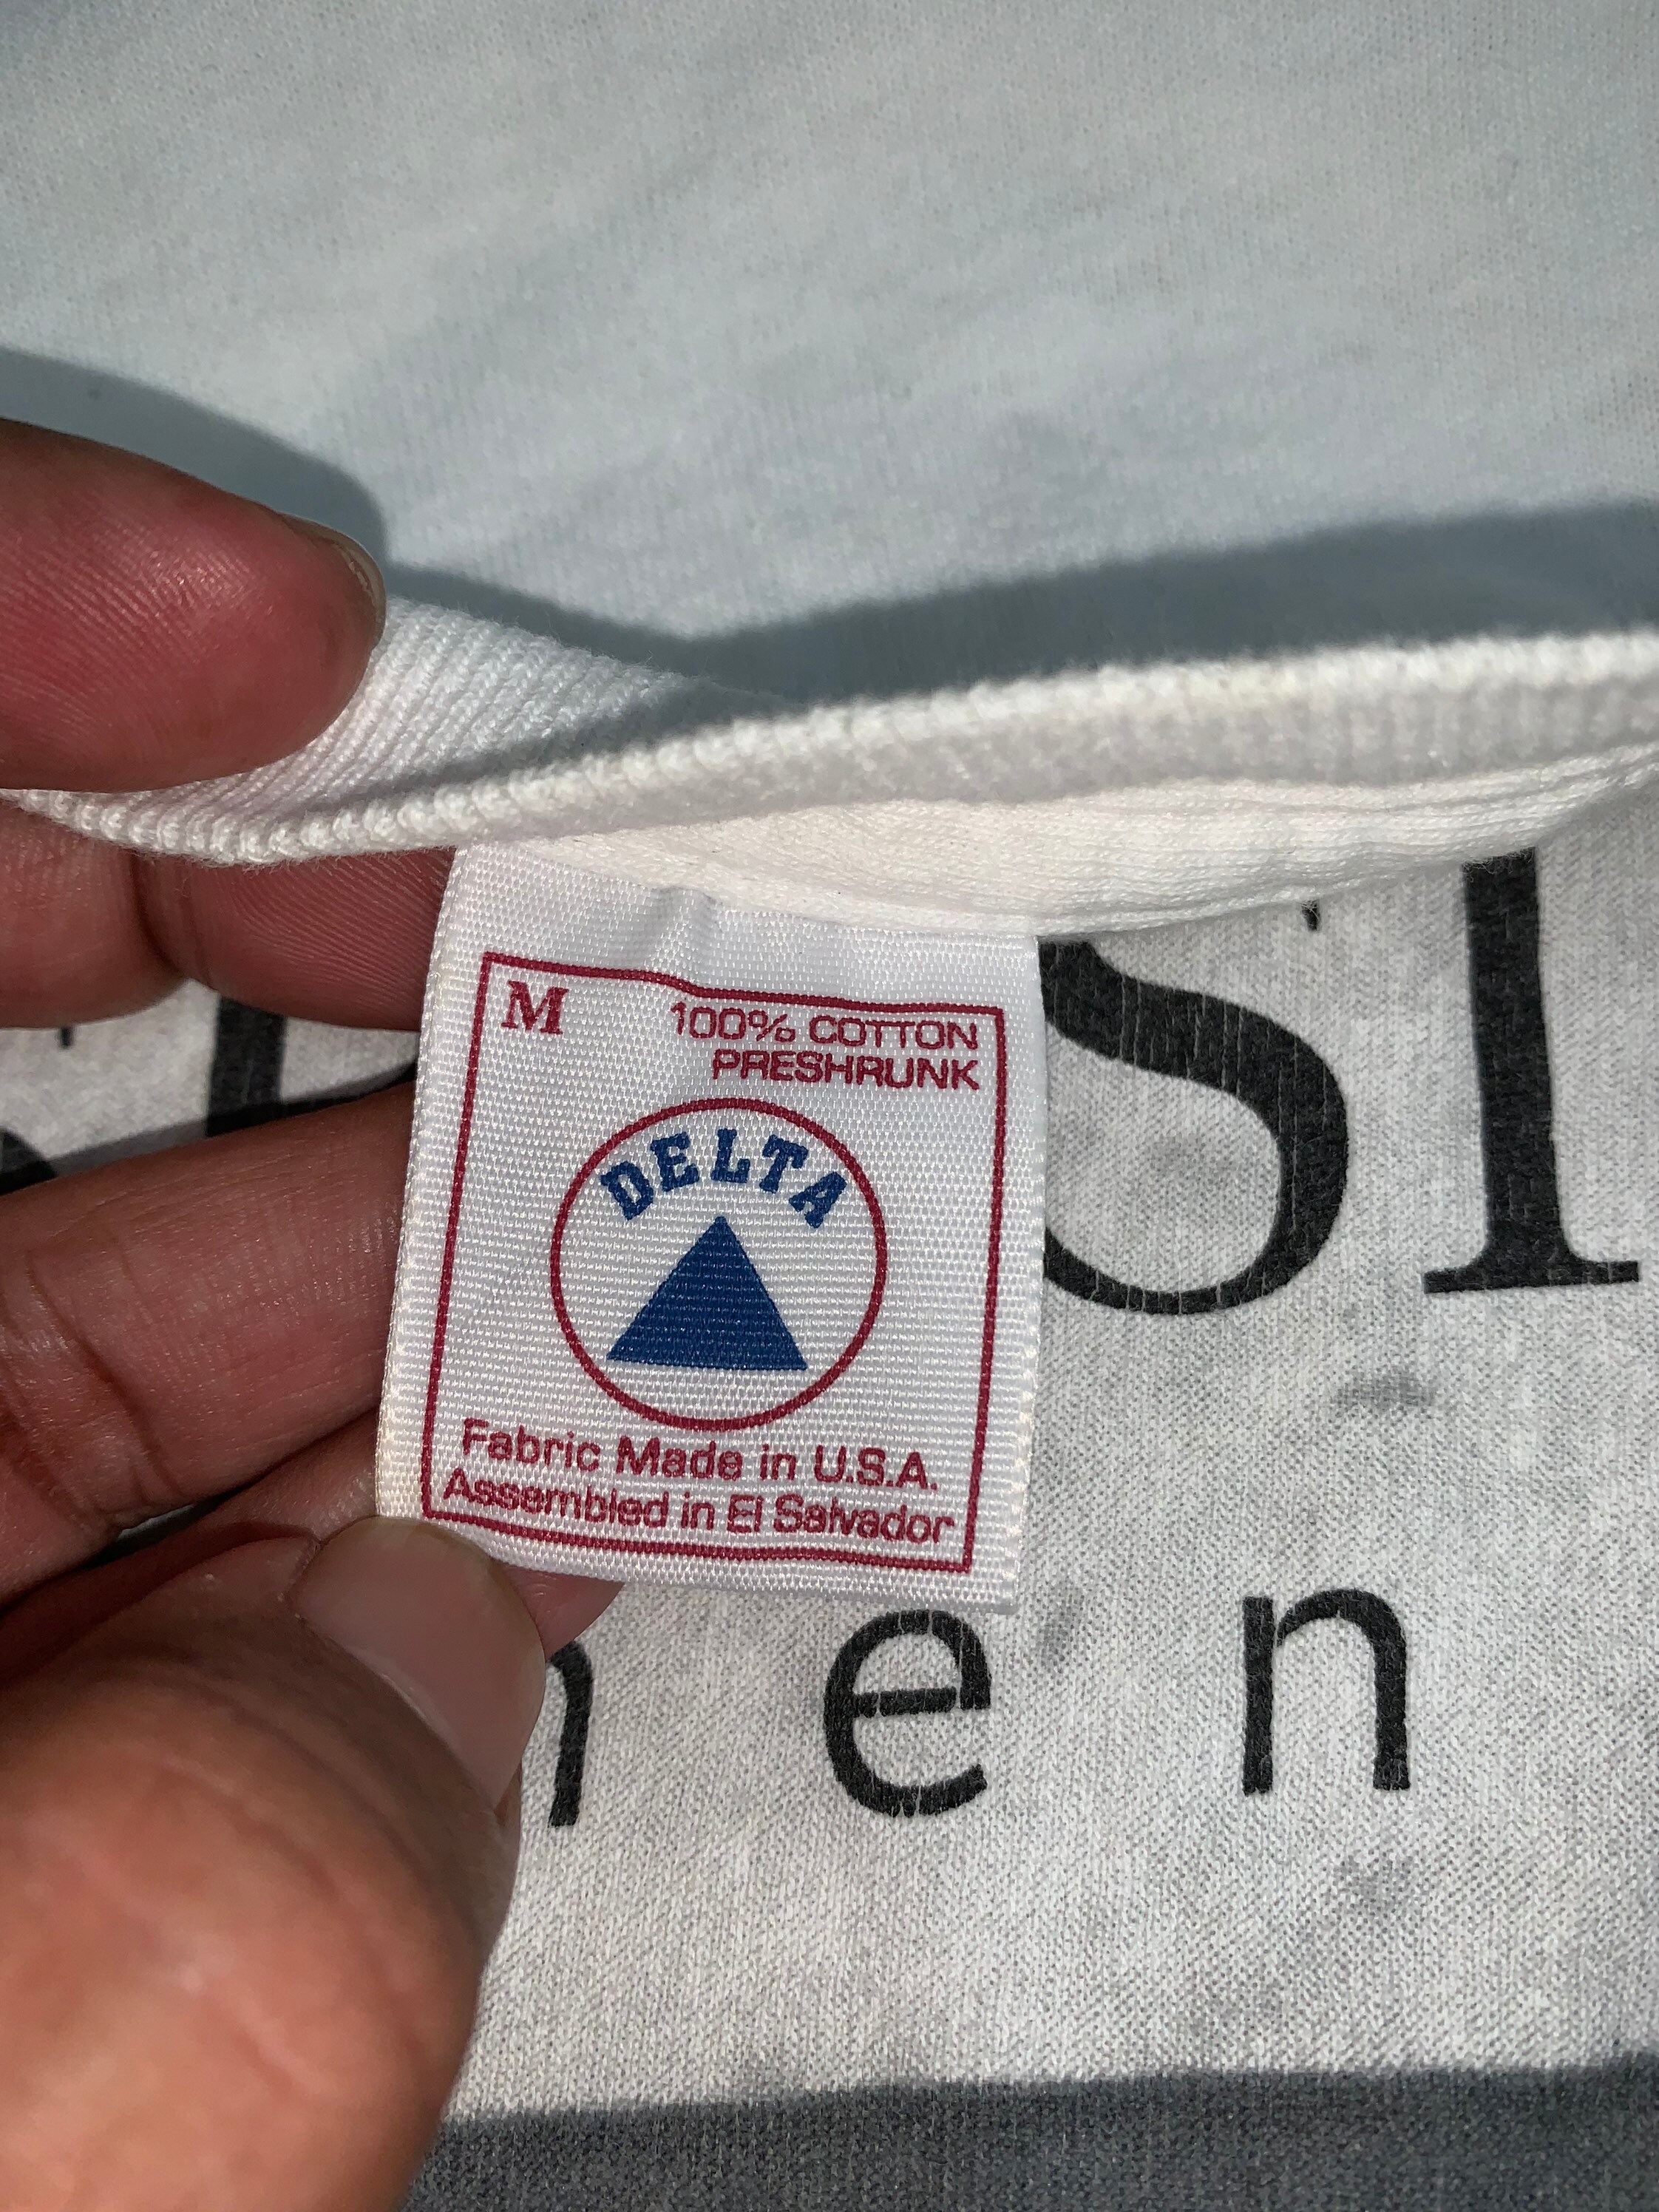 M
100% COTTON
PRESHRUNK
DELTA
Fabric Made in U.S.A.
Assembled in El Salvador